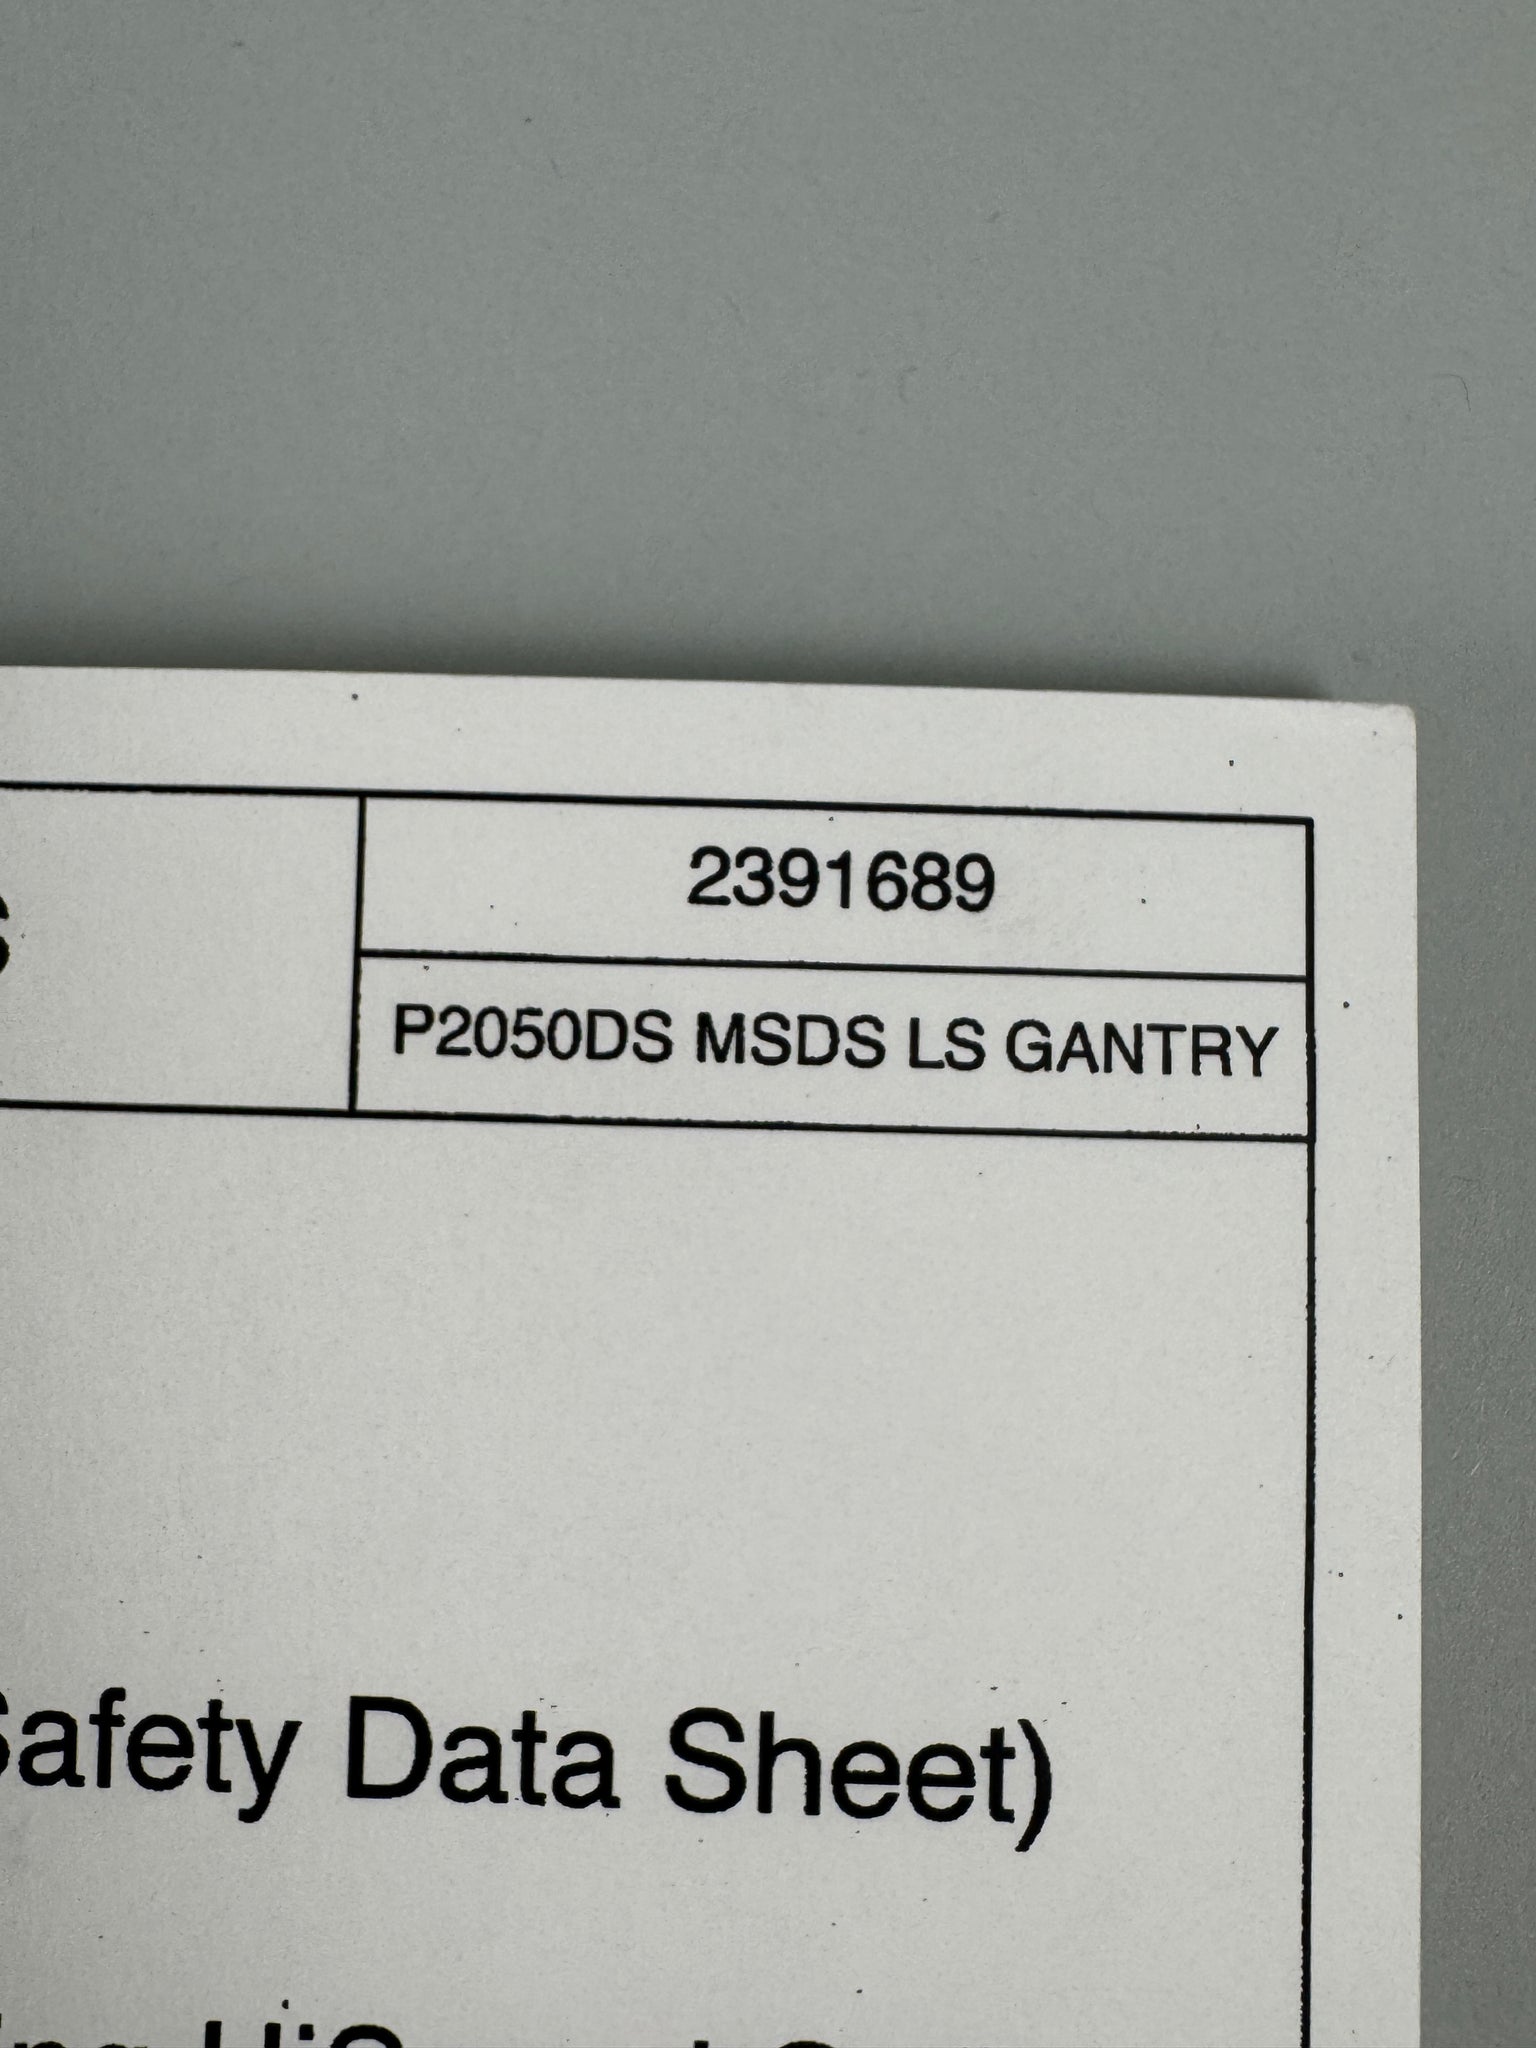 2391689
P2050DS MSDS LS GANTRY
Safety Data Sheet)